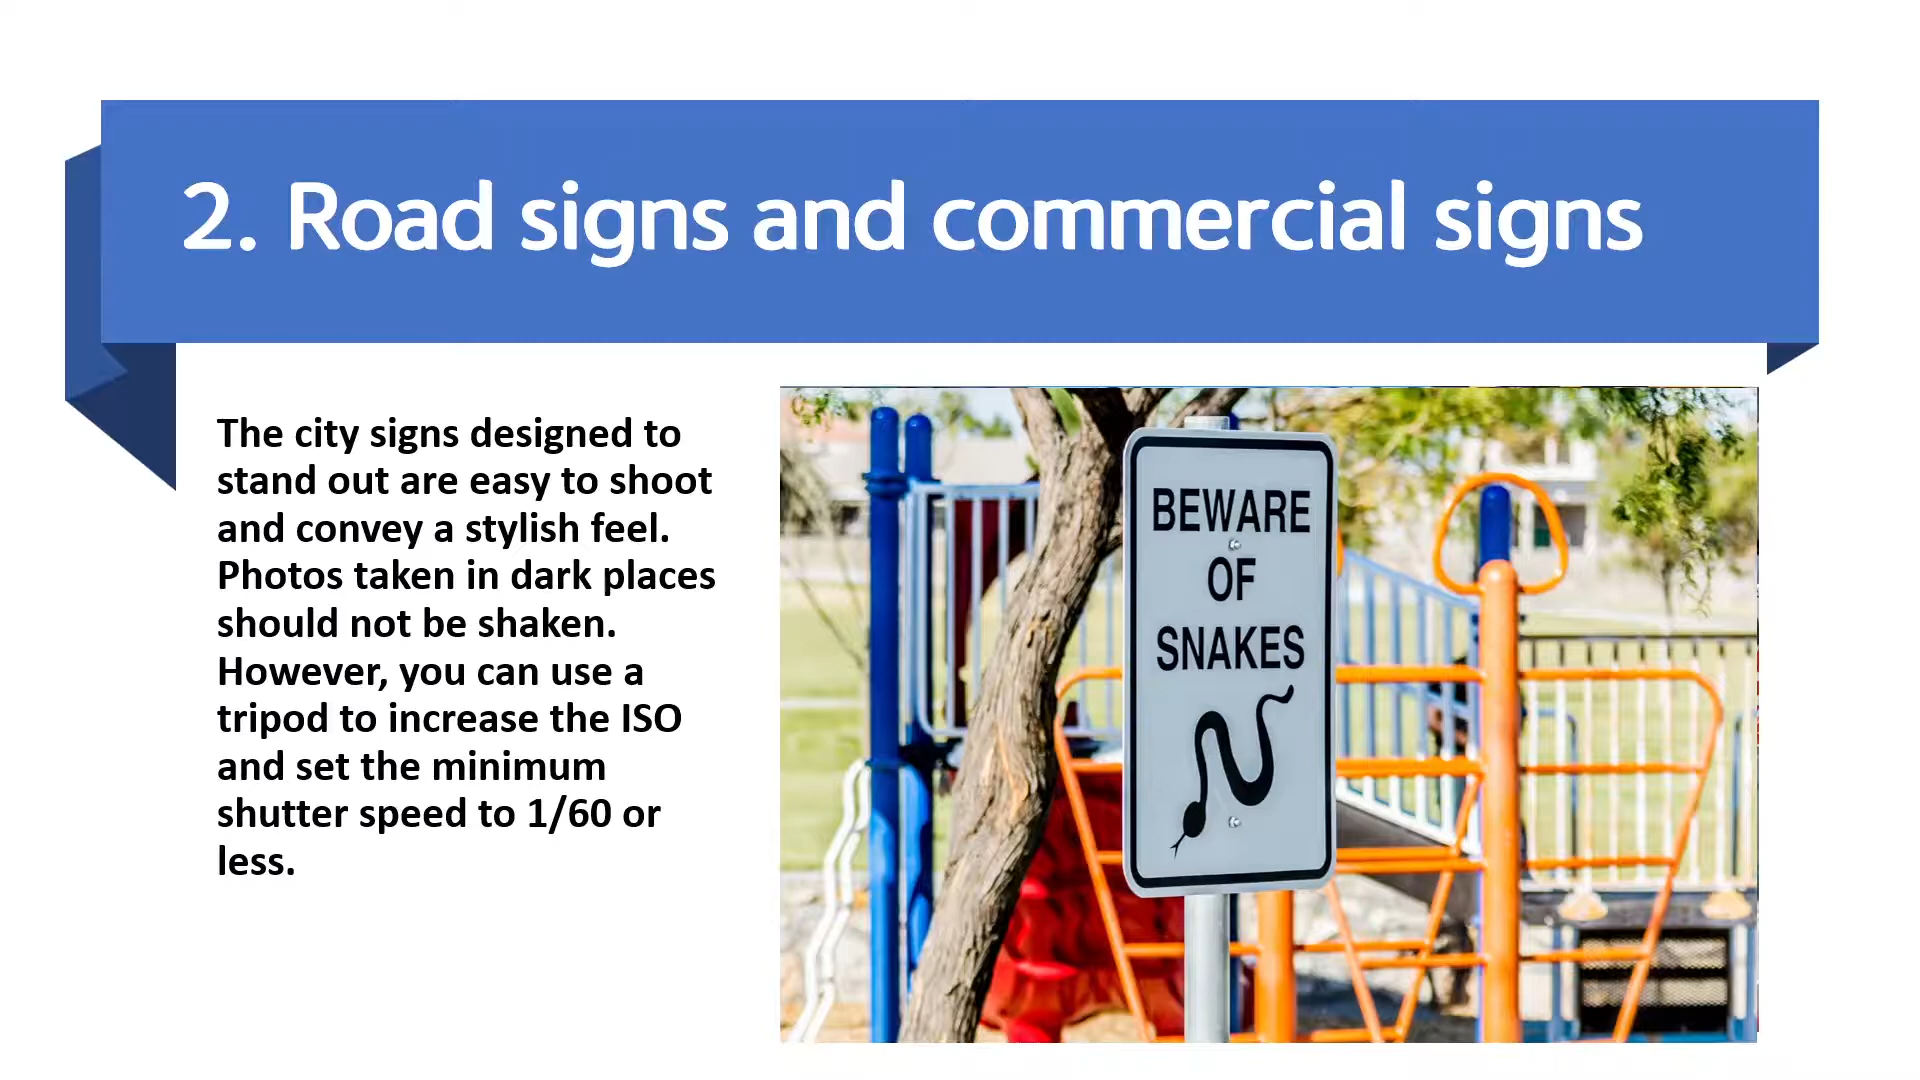 2. Road signs and commercial signs
The city signs designed to
stand out are easy to shoot
and convey a stylish feel.
Photos taken in dark places
should not be shaken.
However, you can use a
tripod to increase the ISO
and set the minimum
shutter speed to 1/60 or
less.
BEWARE
OF
SNAKES